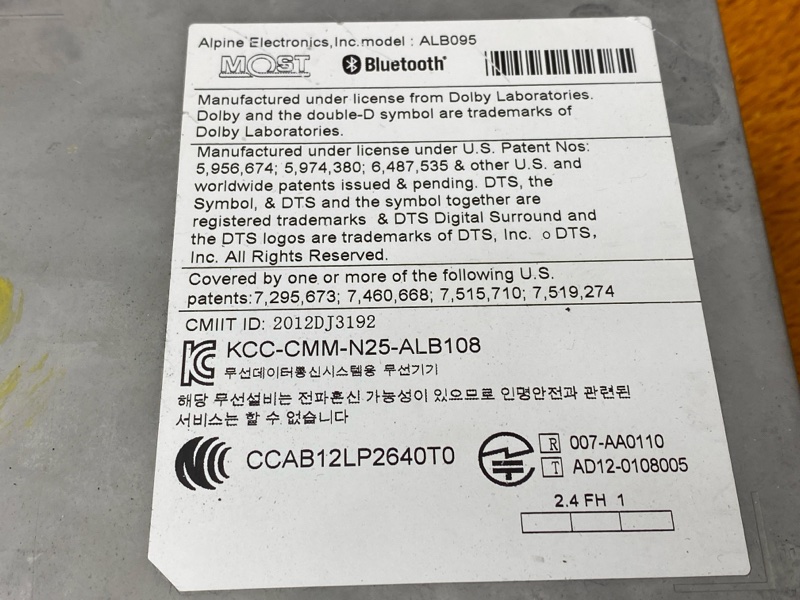 Alpine Electronics,Inc.model : ALB095
MOST Bluetooth
Manufactured under license from Dolby Laboratories.
Dolby and the double-D symbol are trademarks of
Dolby Laboratories.
Manufactured under license under U.S. Patent Nos:
5,956,674; 5,974,380; 6,487,535 & other U.S. and
worldwide patents issued & pending. DTS, the
Symbol, & DTS and the symbol together are
registered trademarks & DTS Digital Surround and
the DTS logos are trademarks of DTS, Inc. o DTS,
Inc. All Rights Reserved.
Covered by one or more of the following U.S.
patents:7,295,673; 7,460,668; 7,515,710; 7,519,274
CMIIT ID: 2012DJ3192
KCC-CMM-N25-ALB108
무선데이터통신시스템용 무선기기
해당 무선설비는 전파혼신 가능성이 있으므로 인명안전과 관련된
서비스는 할 수 없습니다
CCAB12LP2640T0
R 007-AA0110
T AD12-0108005
2.4 FH 1